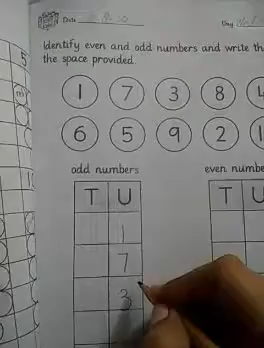 Date
Day
Identify even and odd numbers and write th
the space provided.
1 7 3 8
6 5 9 2 1
odd numbers even numbe
T U T U
1
7
3